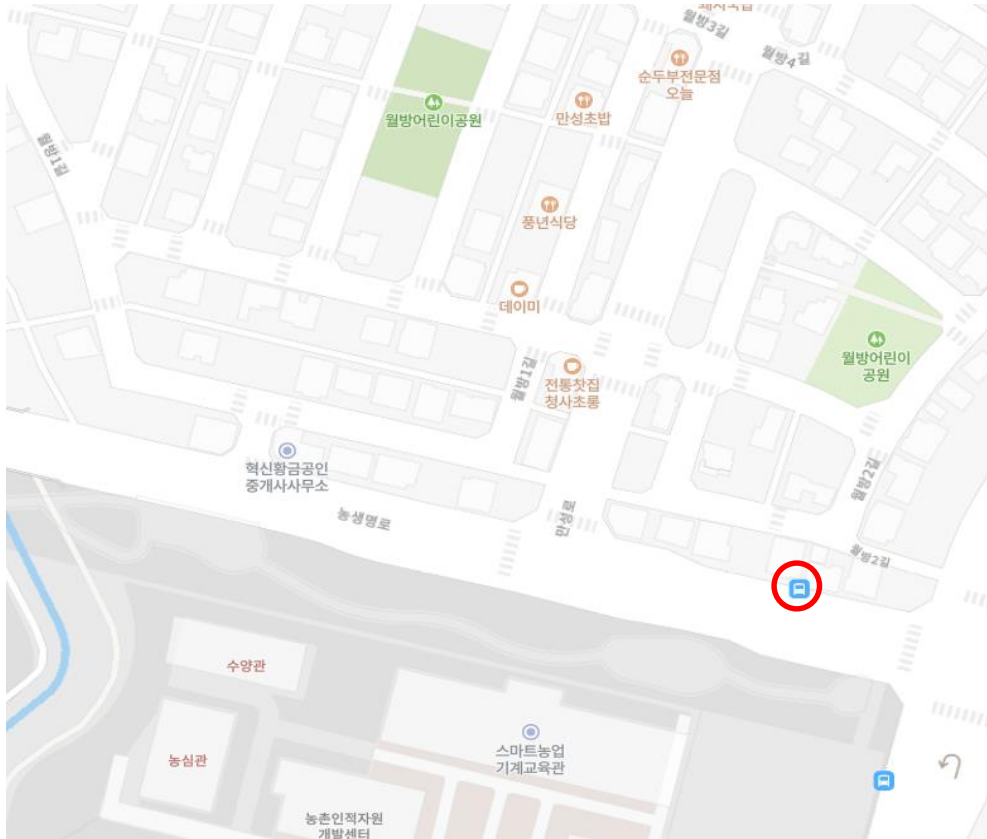 월방3길
월방4길
순두부전문점
오늘
만성초밥
월방어린이공원
월방1길
풍년식당
데이미
월방어린이
공원
월방1길
전통찻집
청사초롱
혁신황금공인
중개사사무소
월방2길
농생명로
만성로
월방2길
수양관
스마트농업
기계교육관
농심관
농촌인적자원
개발센터